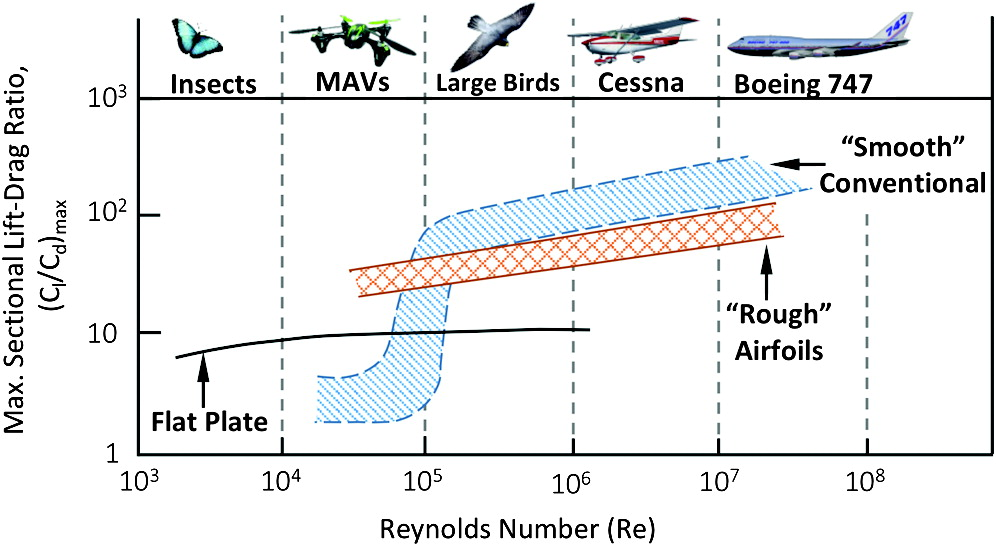 Insects
MAVs
Large Birds
Cessna
Boeing 747
747
Max. Sectional Lift-Drag Ratio,
(Cl/Cd)max
10³
10²
10
1
"Smooth"
Conventional
"Rough"
Airfoils
Flat Plate
10³
10⁴
10⁵
10⁶
10⁷
10⁸
Reynolds Number (Re)